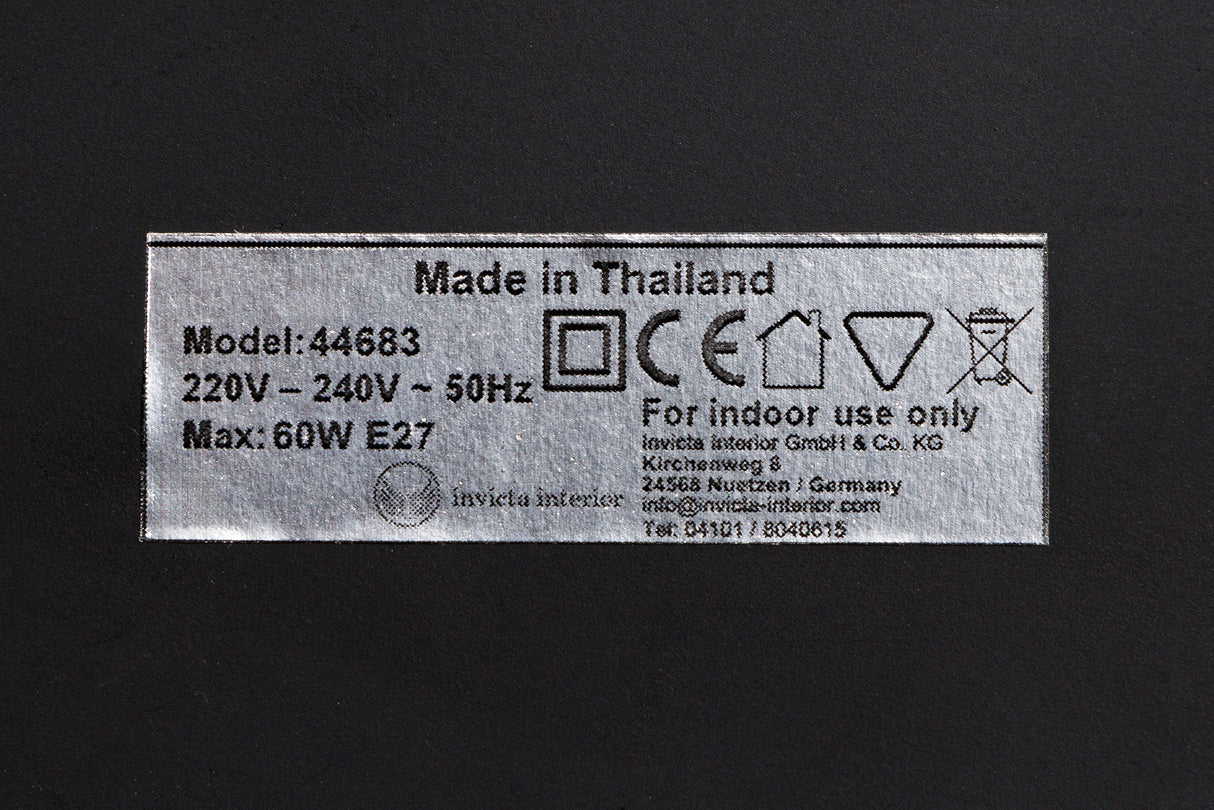 Made in Thailand
Model: 44683
220V – 240V ~ 50Hz
Max: 60W E27
invicta interior
CE
For indoor use only
Invicta Interior GmbH & Co. KG
Kirchenweg 8
24568 Nuetzen / Germany
info@invicta-interior.com
Tel: 04101 / 8040615